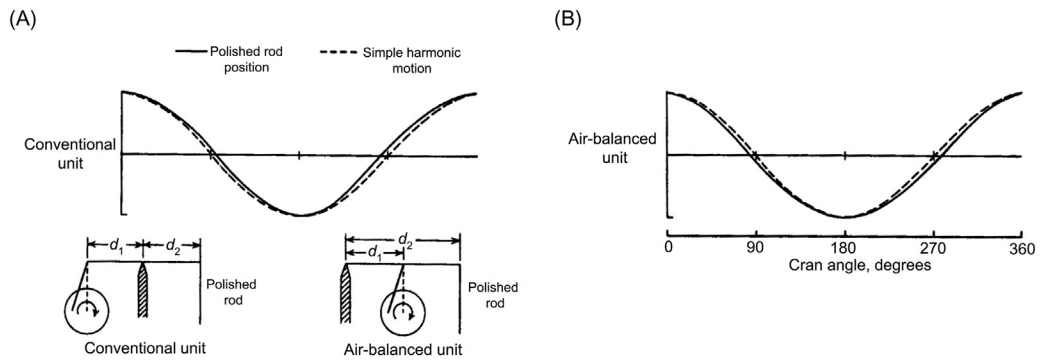 (A)
Polished rod
position
Simple harmonic
motion
Conventional
unit
d1
d2
Polished
rod
Conventional unit
d2
d1
Polished
rod
Air-balanced unit
(B)
Air-balanced
unit
0 90 180 270 360
Cran angle, degrees